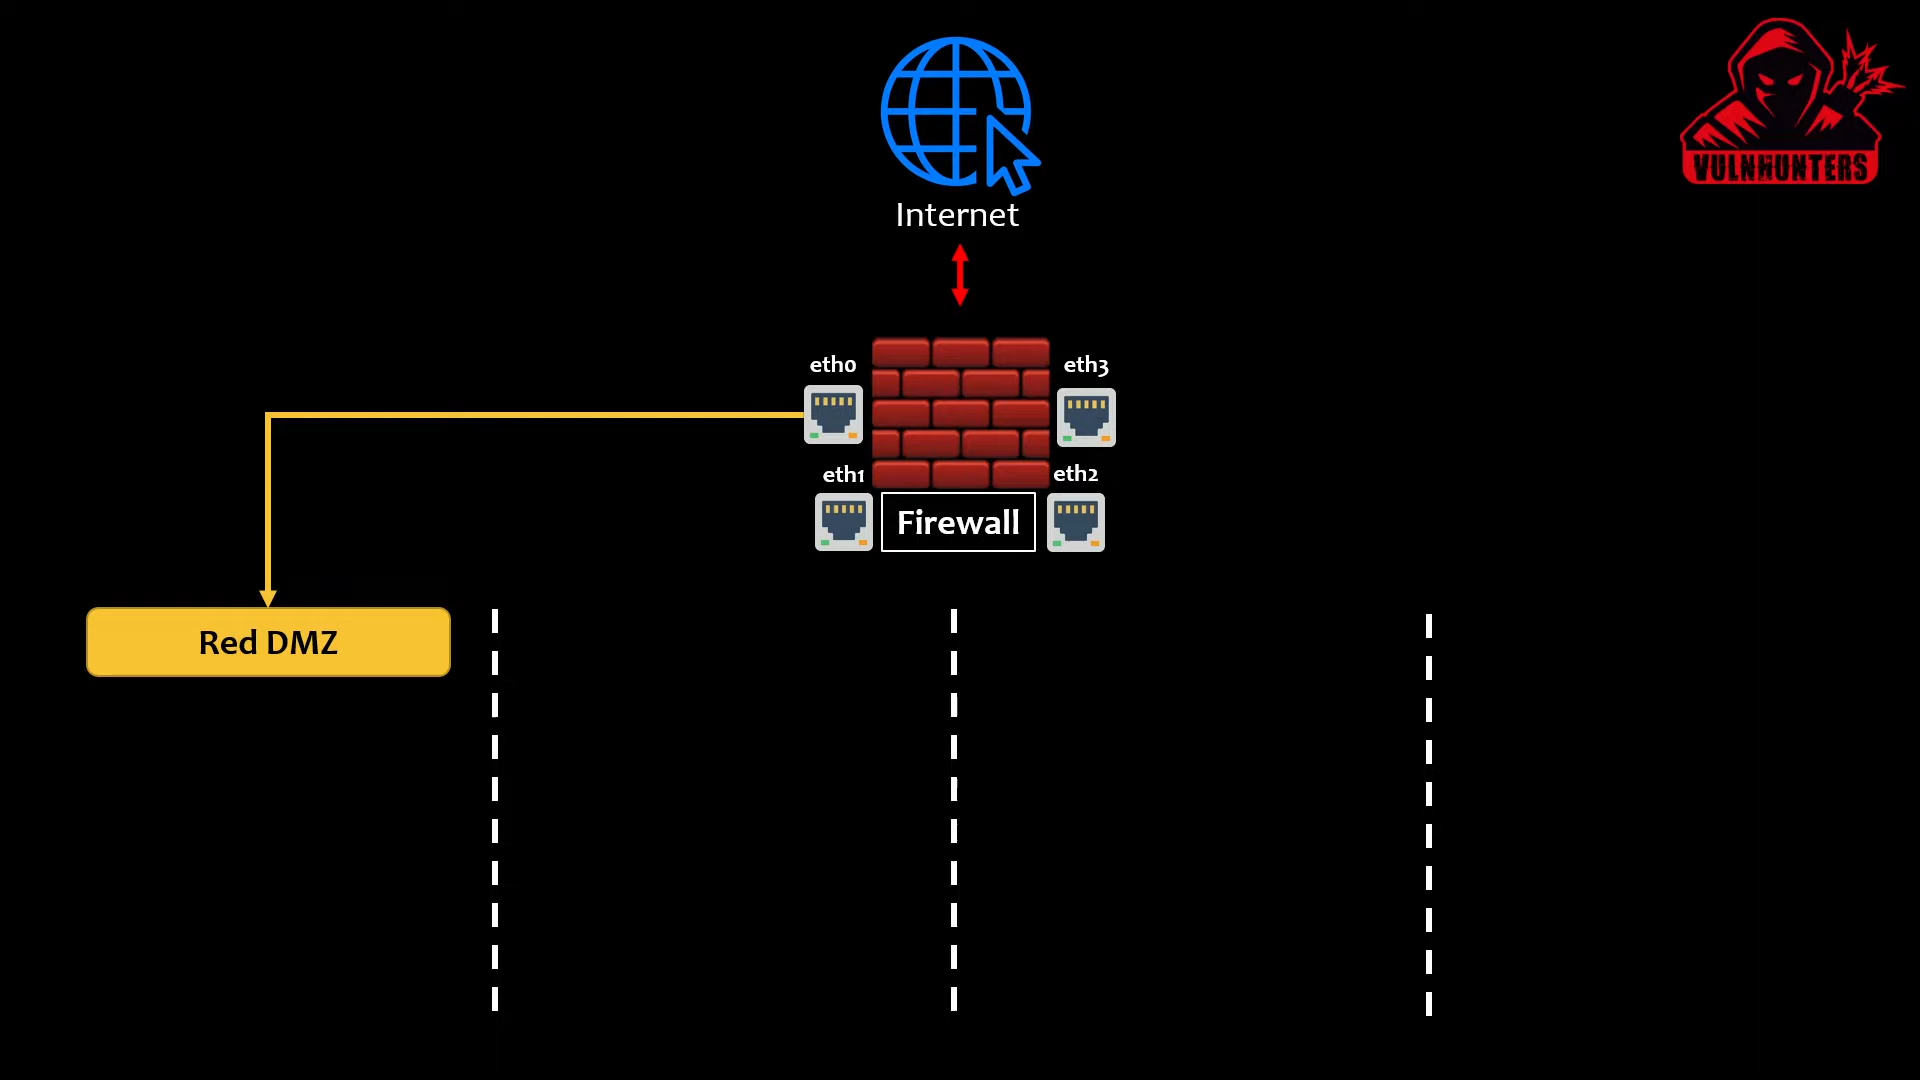 VULNHUNTERS
Internet
eth0
eth3
eth1
eth2
Firewall
Red DMZ